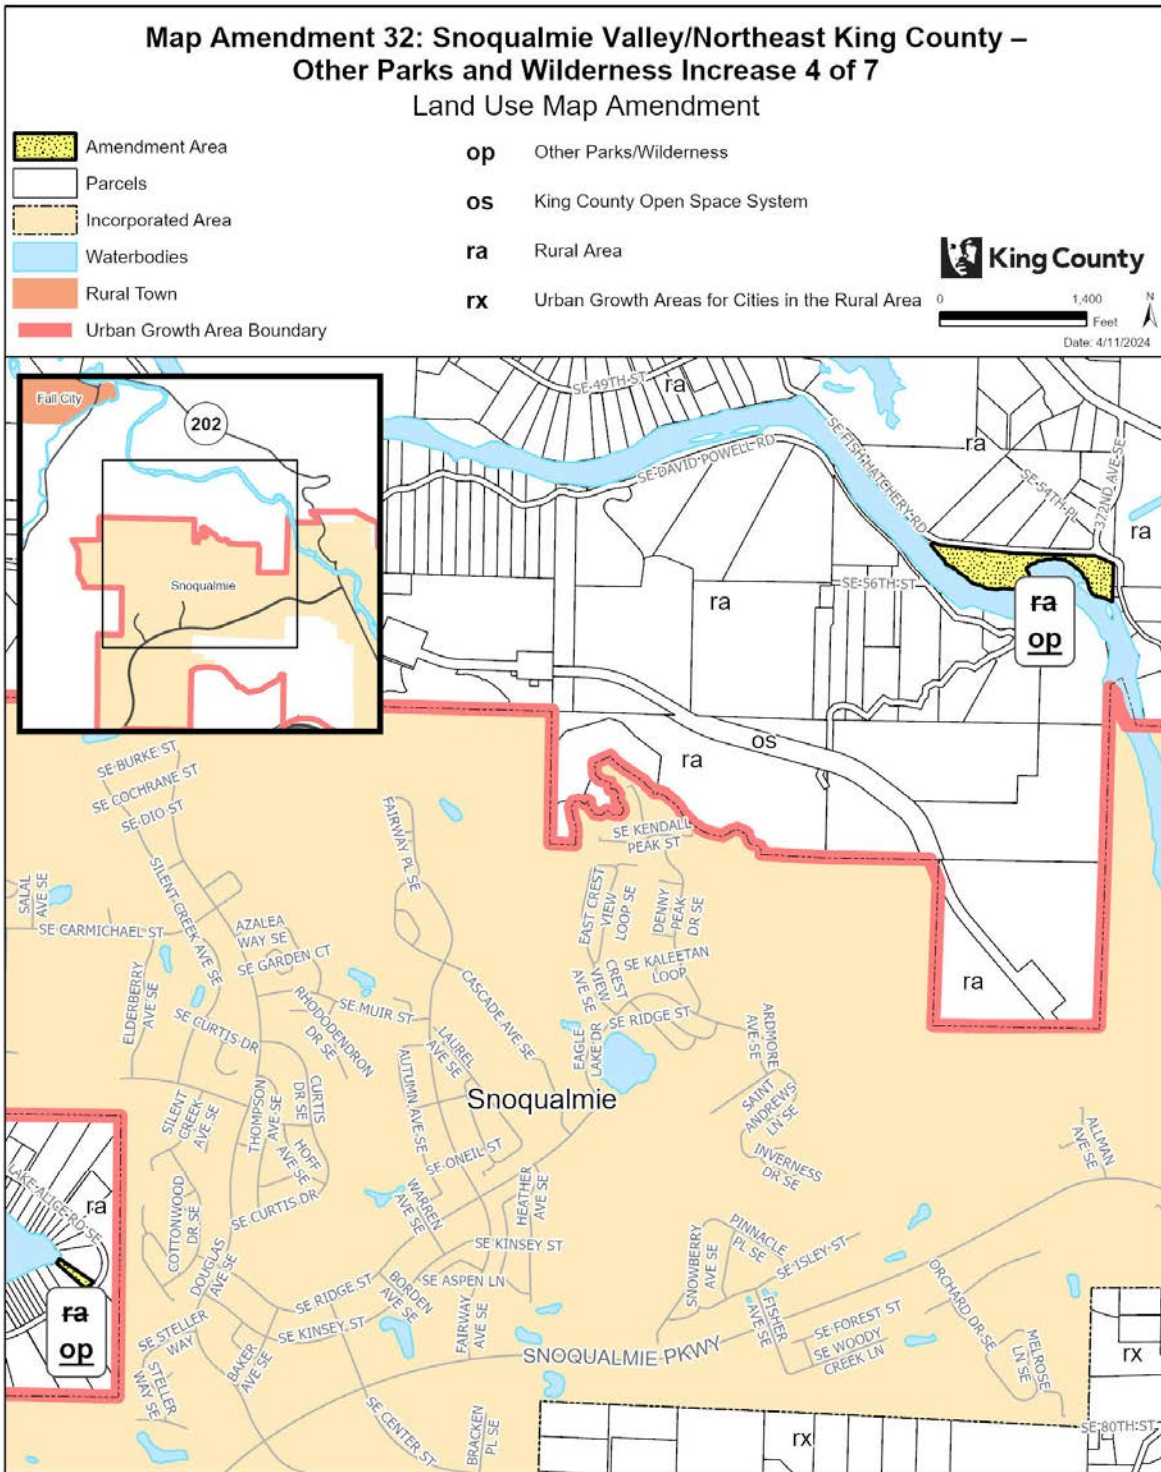 Map Amendment 32: Snoqualmie Valley/Northeast King County –
Other Parks and Wilderness Increase 4 of 7
Land Use Map Amendment
Amendment Area
Parcels
Incorporated Area
Waterbodies
Rural Town
Urban Growth Area Boundary
op Other Parks/Wilderness
os King County Open Space System
ra Rural Area
rx Urban Growth Areas for Cities in the Rural Area
King County
0 1,400
Feet
N
Date: 4/11/2024
Fall City
202
Snoqualmie
SE 49TH ST
ra
SE DAVID POWELL RD
SE FISH HATCHERY RD
ra
SE 54TH PL
372ND AVE SE
ra
SE 56TH ST
ra
ra
op
os
ra
SE BURKE ST
SE COCHRANE ST
SE DIO ST
FAIRWAY PL SE
SE KENDALL
PEAK ST
SILENT CREEK AVE SE
SALAL
AVE SE
SE CARMICHAEL ST
AZALEA
WAY SE
SE GARDEN CT
EAST CREST
VIEW
LOOP SE
DENNY
PEAK
DR SE
SE KALEETAN
LOOP
CREST
VIEW
AVE SE
ra
ELDERBERRY
AVE SE
SE CURTIS DR
RHODODENDRON
DR SE
SE MUIR ST
CASCADE AVE SE
SE RIDGE ST
EAGLE
LAKE DR
ARDMORE
AVE SE
LAUREL
AVE SE
AUTUMN AVE SE
Snoqualmie
SAINT
ANDREWS
LN SE
SILENT
CREEK
AVE SE
THOMPSON
AVE SE
CURTIS
DR SE
HOFF
AVE SE
SE ONEIL ST
INVERNESS
DR SE
ALLMAN
AVE SE
LAKE ALICE RD SE
ra
COTTONWOOD
DR SE
SE CURTIS DR
WARREN
AVE SE
HEATHER
AVE SE
SE KINSEY ST
SNOWBERRY
AVE SE
PINNACLE
PL SE
SE ISLEY ST
DOUGLAS
AVE SE
SE RIDGE ST
BORDEN
AVE SE
SE ASPEN LN
ORCHARD DR SE
ra
op
SE STELLER
WAY
SE KINSEY ST
FAIRWAY
AVE SE
FISHER
AVE SE
SE FOREST ST
SE WOODY
CREEK LN
MELROSE
LN SE
SNOQUALMIE PKWY
rx
BAKER
AVE SE
STELLER
WAY SE
SE CENTER ST
BRACKEN
PL SE
rx
SE 80TH ST